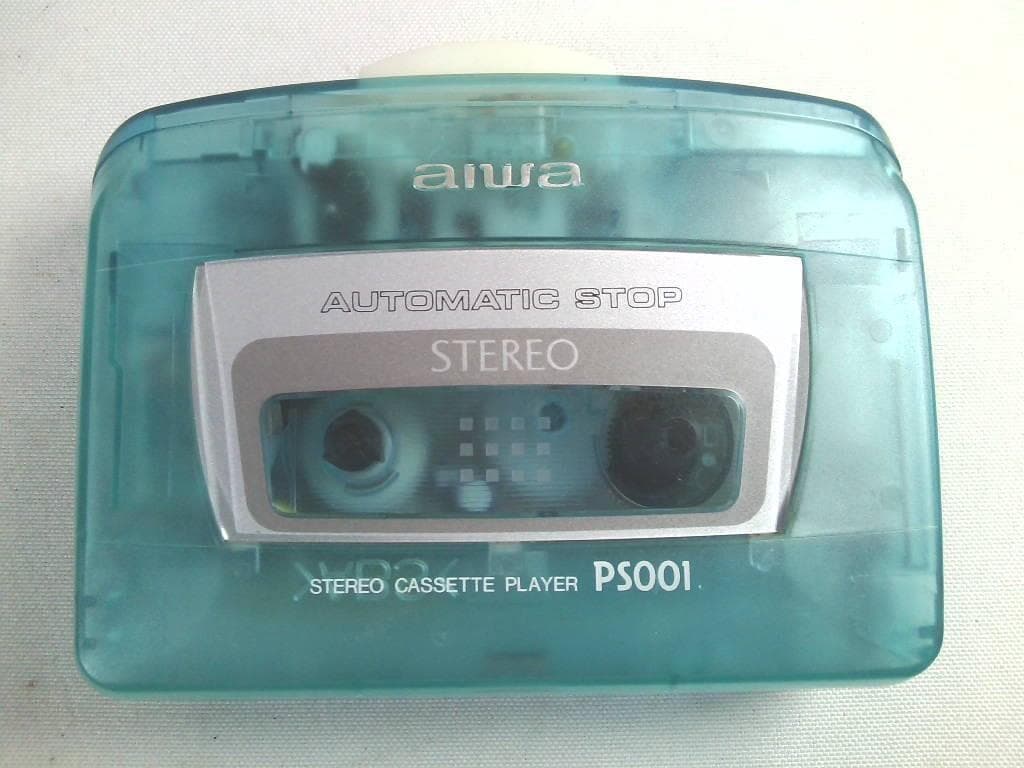 aiwa
AUTOMATIC STOP
STEREO
STEREO CASSETTE PLAYER PS001